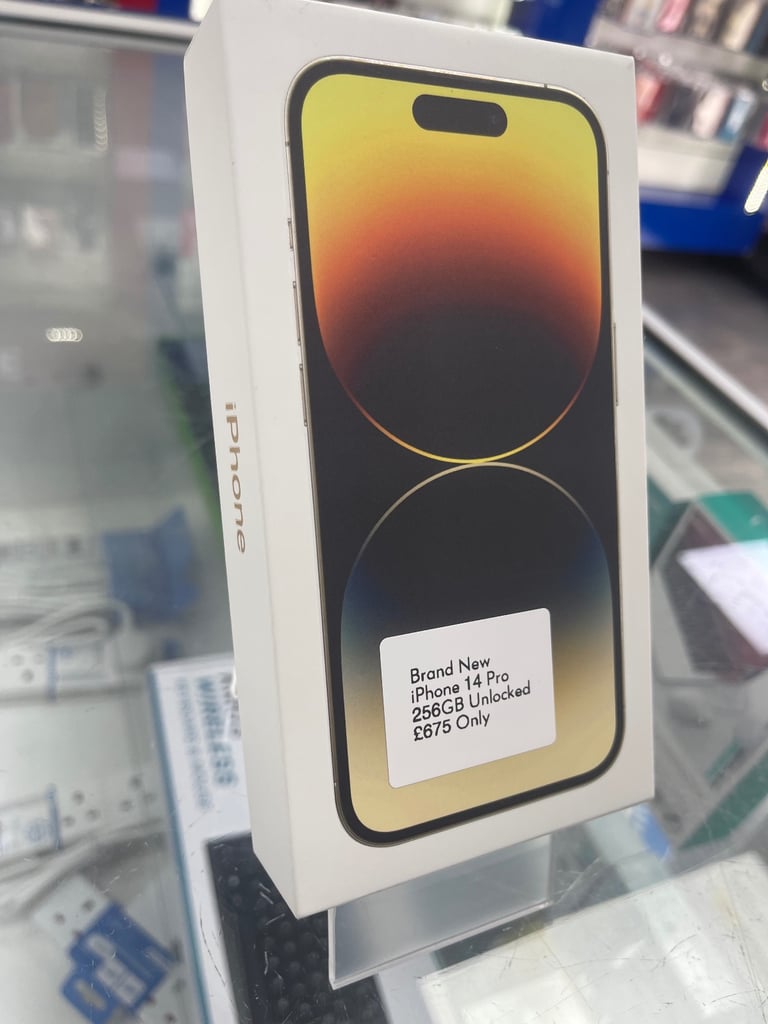 iPhone
Brand New
iPhone 14 Pro
256GB Unlocked
£675 Only
WIRELESS